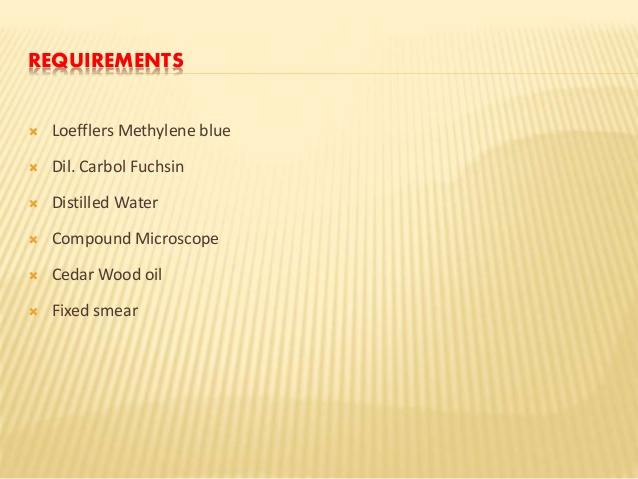 REQUIREMENTS
Loefflers Methylene blue
Dil. Carbol Fuchsin
Distilled Water
Compound Microscope
Cedar Wood oil
Fixed smear